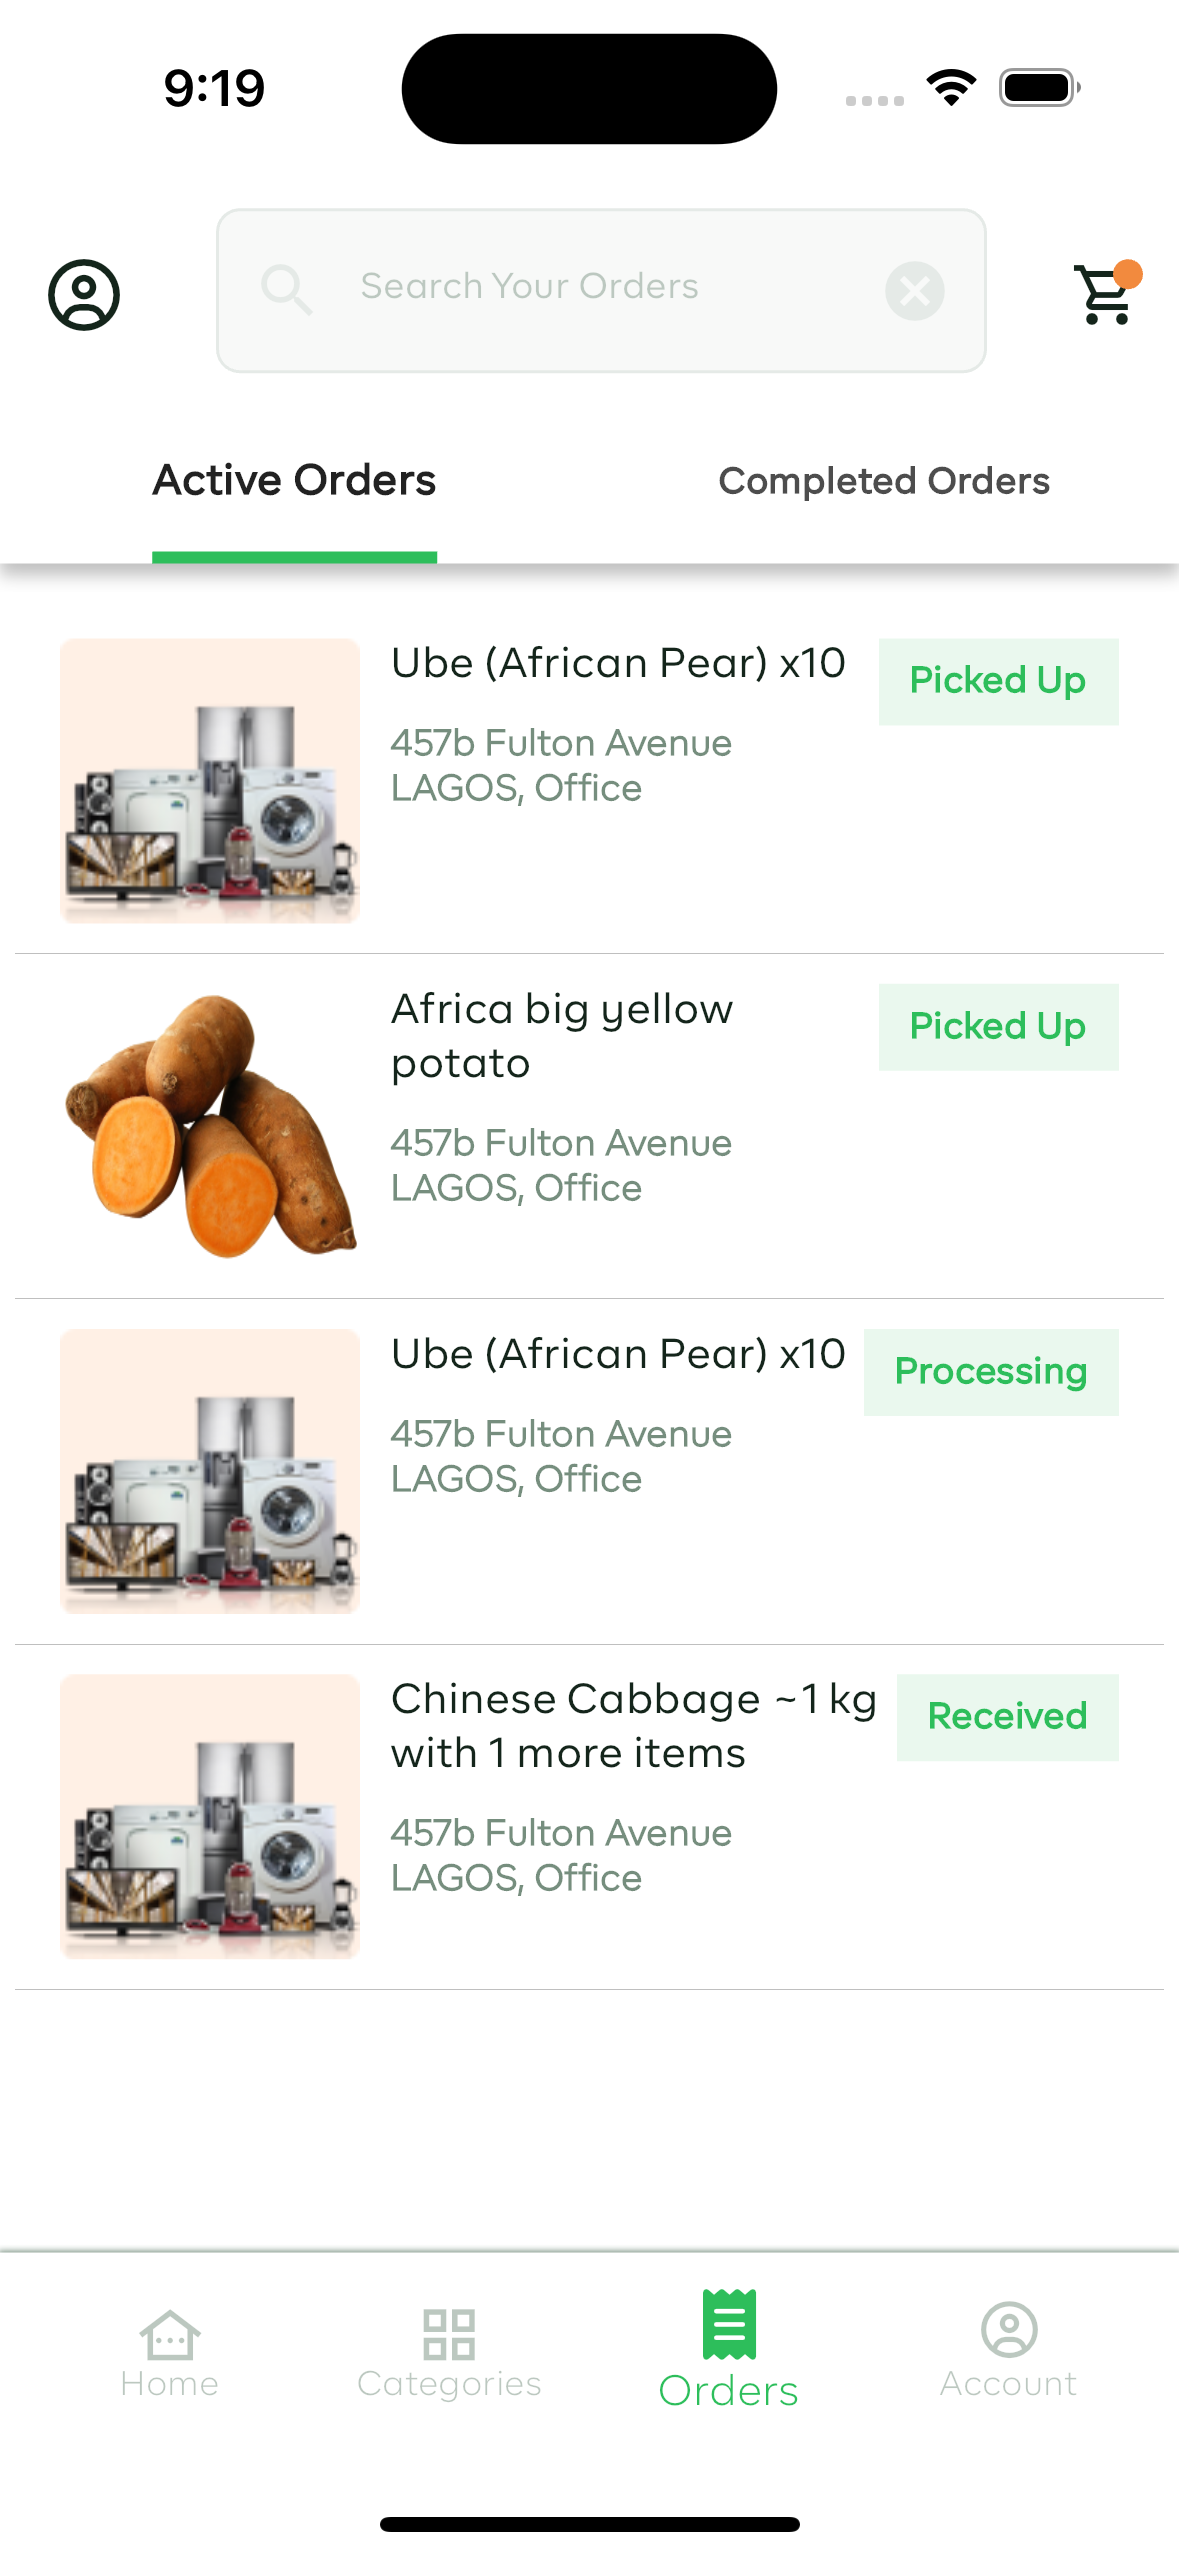 9:19
Search Your Orders
Active Orders
Completed Orders
Ube (African Pear) x10
Picked Up
457b Fulton Avenue
LAGOS, Office
Africa big yellow
potato
Picked Up
457b Fulton Avenue
LAGOS, Office
Ube (African Pear) x10
Processing
457b Fulton Avenue
LAGOS, Office
Chinese Cabbage ~1 kg
with 1 more items
Received
457b Fulton Avenue
LAGOS, Office
Home
Categories
Orders
Account